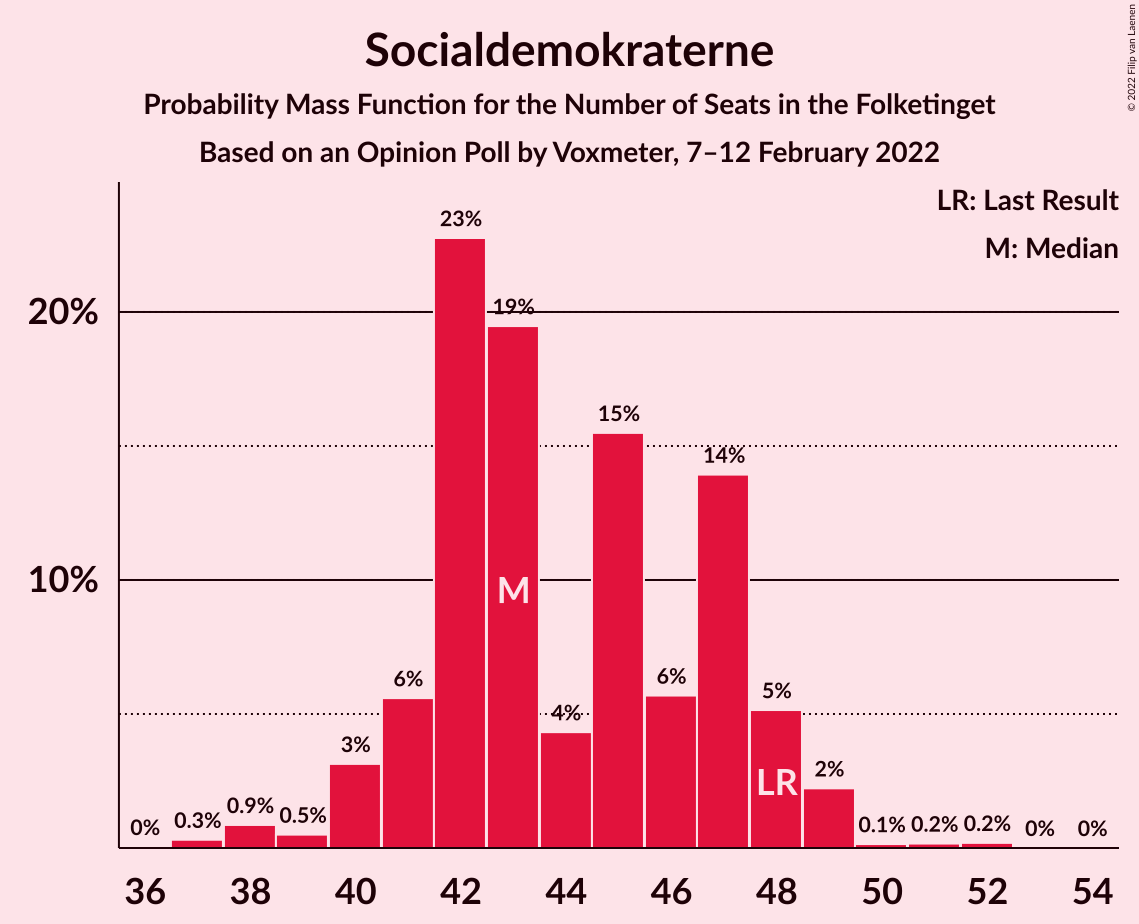 Socialdemokraterne
Probability Mass Function for the Number of Seats in the Folketinget
Based on an Opinion Poll by Voxmeter, 7–12 February 2022
© 2022 Filip van Laenen
LR: Last Result
M: Median
20%
10%
0%
0.3%
0.9%
0.5%
3%
6%
23%
19%
4%
15%
6%
14%
5%
2%
0.1%
0.2%
0.2%
0%
0%
M
LR
36 38 40 42 44 46 48 50 52 54